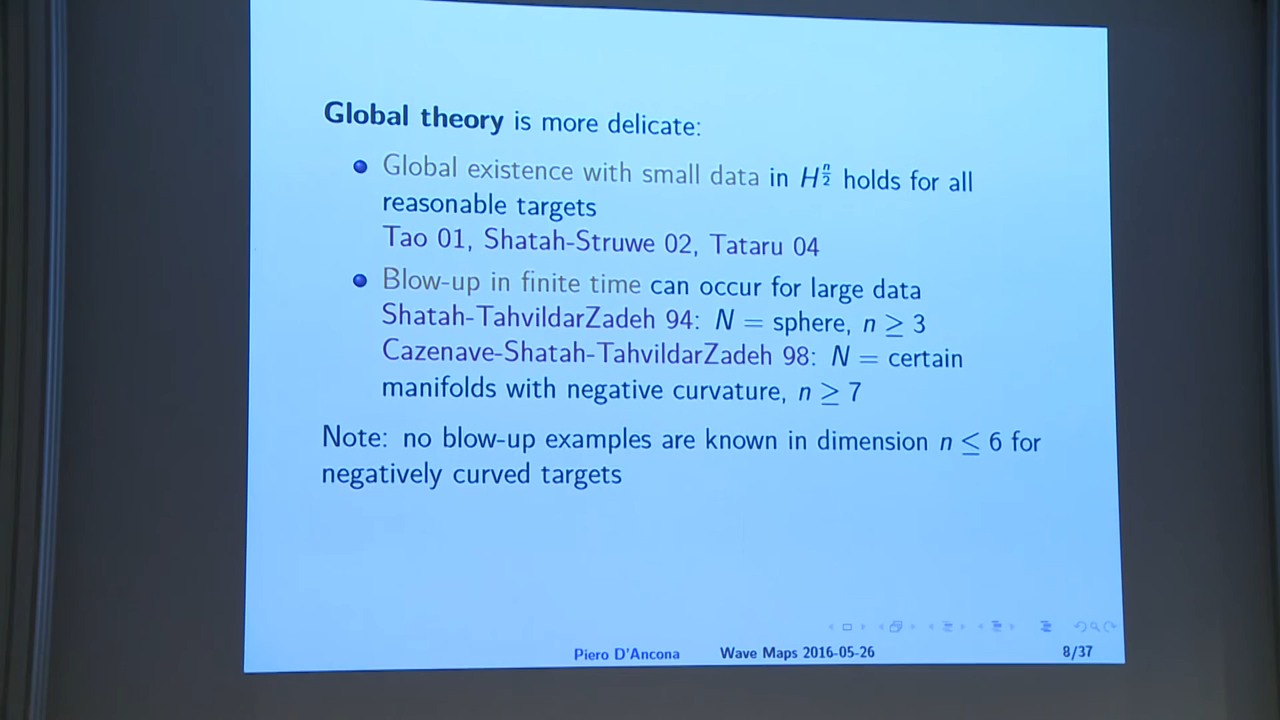 Global theory is more delicate:
Global existence with small data in H^{n/2} holds for all
reasonable targets
Tao 01, Shatah-Struwe 02, Tataru 04
Blow-up in finite time can occur for large data
Shatah-TahvildarZadeh 94: N = sphere, n ≥ 3
Cazenave-Shatah-TahvildarZadeh 98: N = certain
manifolds with negative curvature, n ≥ 7
Note: no blow-up examples are known in dimension n ≤ 6 for
negatively curved targets
Piero D'Ancona Wave Maps 2016-05-26 8/37